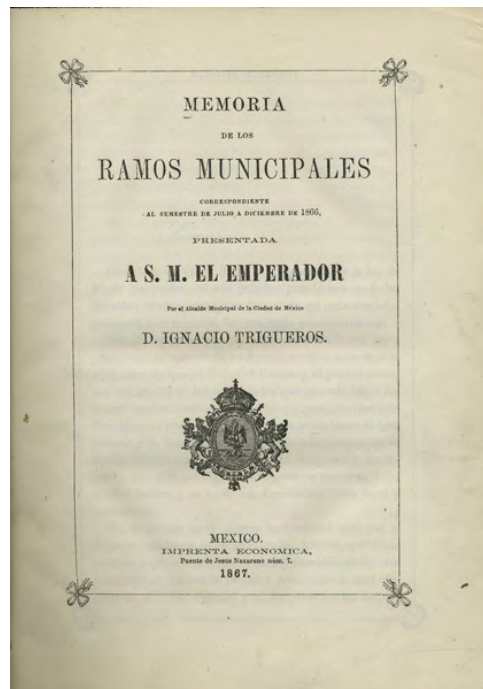 MEMORIA
DE LOS
RAMOS MUNICIPALES
CORRESPONDIENTE
AL SEMESTRE DE JULIO A DICIEMBRE DE 1866,
PRESENTADA
A S. M. EL EMPERADOR
Por el Alcalde Municipal de la Ciudad de México
D. IGNACIO TRIGUEROS.
MEXICO.
IMPRENTA ECONOMICA,
Puente de Jesus Nazareno núm. 7.
1867.